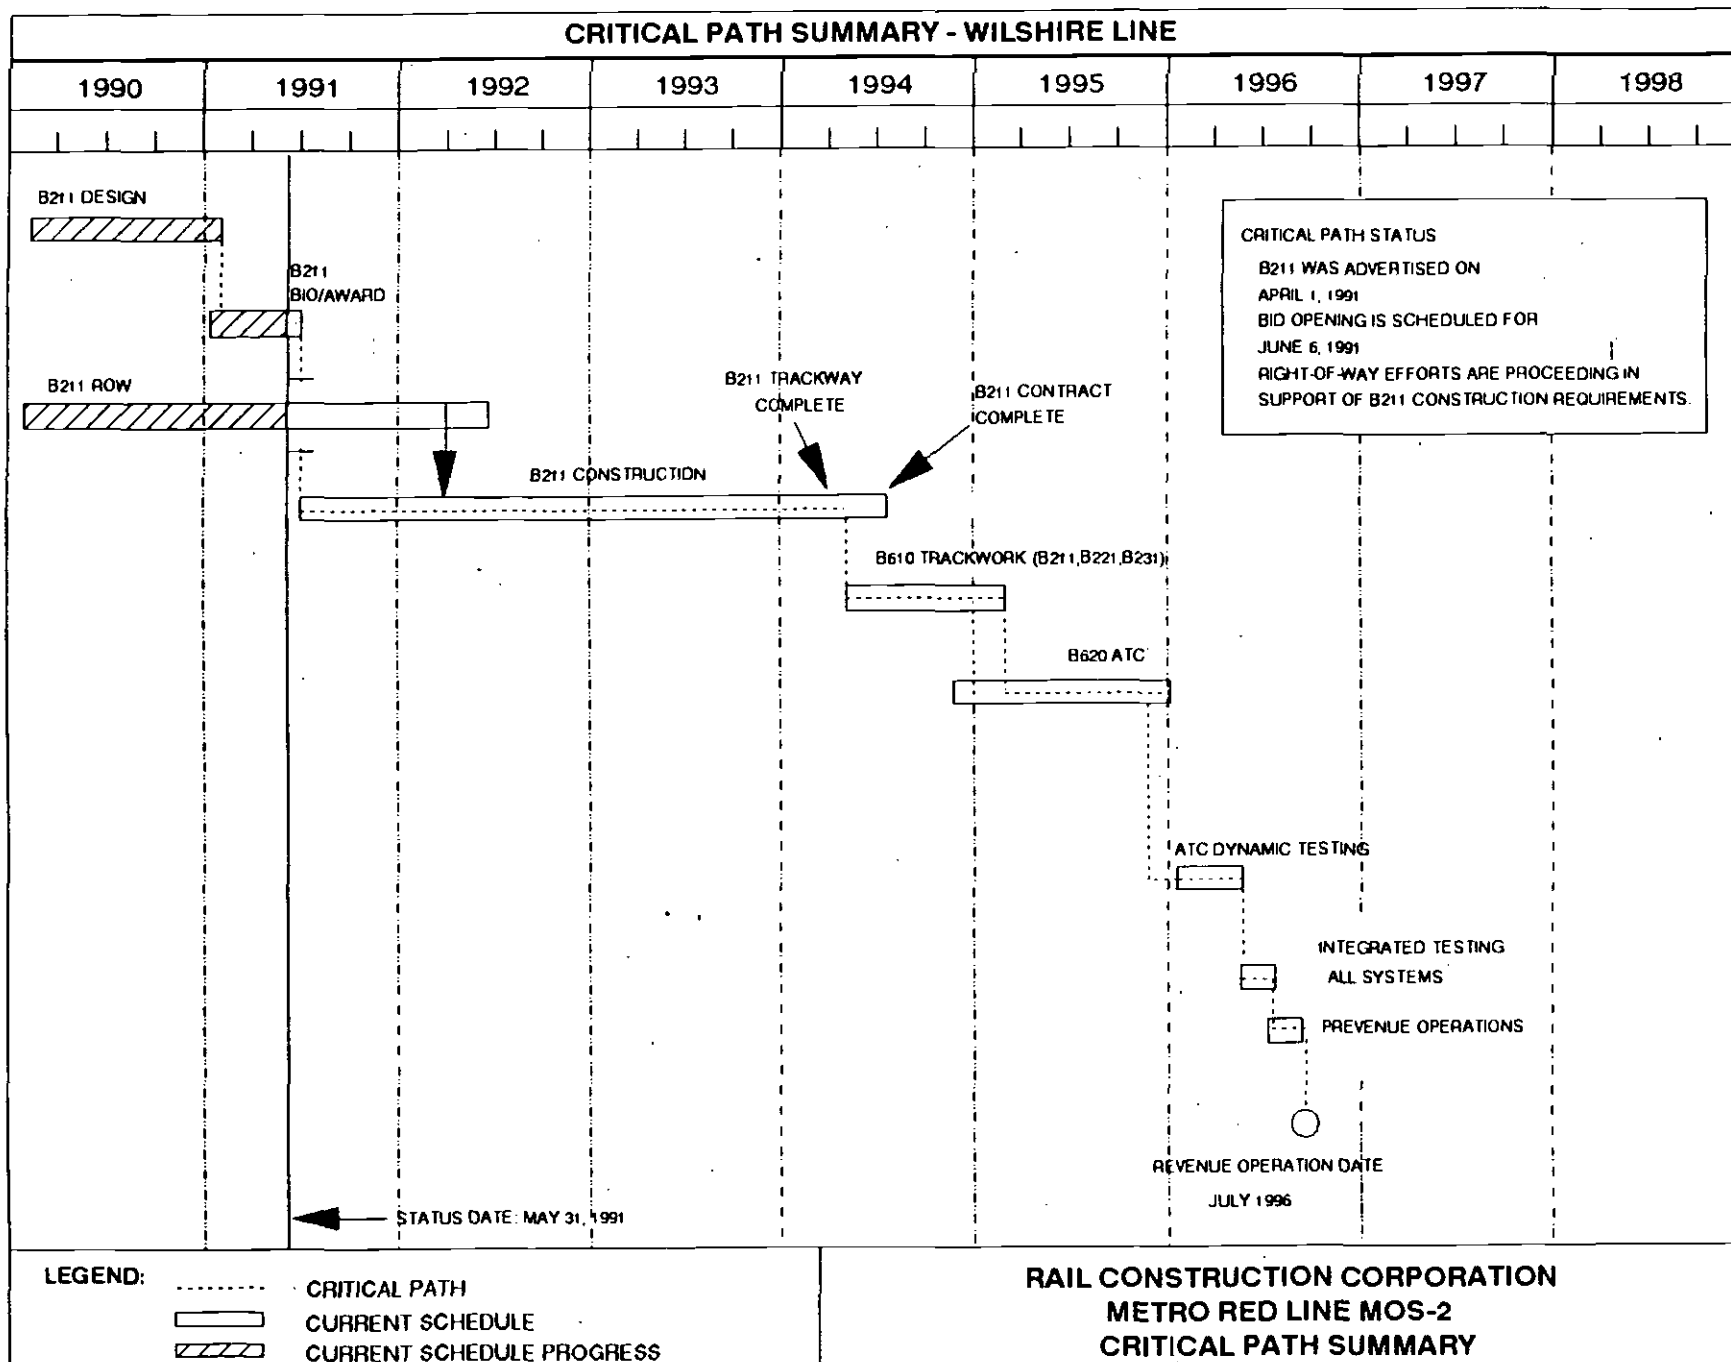 CRITICAL PATH SUMMARY - WILSHIRE LINE
1990 1991 1992 1993 1994 1995 1996 1997 1998
B211 DESIGN
CRITICAL PATH STATUS
B211 WAS ADVERTISED ON
APRIL 1, 1991
BID OPENING IS SCHEDULED FOR
JUNE 6, 1991
RIGHT-OF-WAY EFFORTS ARE PROCEEDING IN
SUPPORT OF B211 CONSTRUCTION REQUIREMENTS.
B211
BIO/AWARD
B211 ROW
B211 TRACKWAY
COMPLETE
B211 CONTRACT
COMPLETE
B211 CONSTRUCTION
B610 TRACKWORK (B211,B221,B231)
B620 ATC
ATC DYNAMIC TESTING
INTEGRATED TESTING
ALL SYSTEMS
PREVENUE OPERATIONS
REVENUE OPERATION DATE
JULY 1996
STATUS DATE: MAY 31, 1991
LEGEND:
CRITICAL PATH
CURRENT SCHEDULE
CURRENT SCHEDULE PROGRESS
RAIL CONSTRUCTION CORPORATION
METRO RED LINE MOS-2
CRITICAL PATH SUMMARY